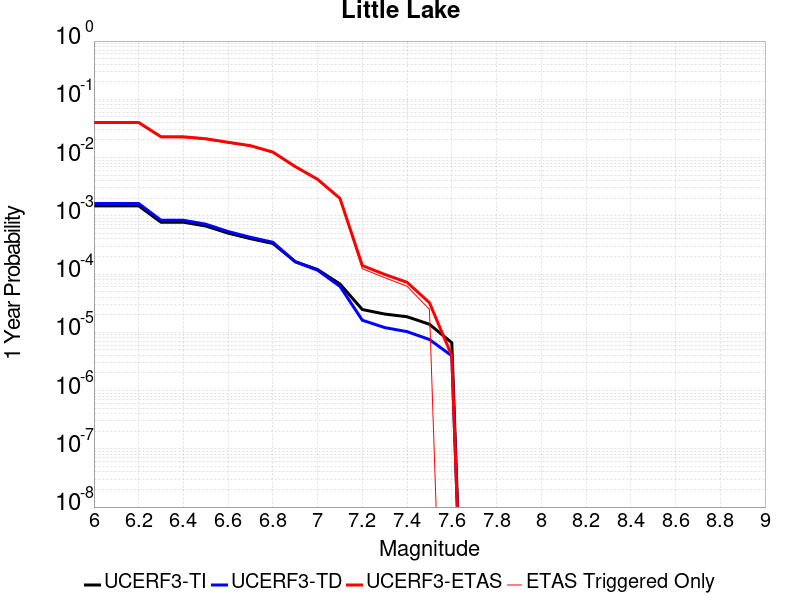 Little Lake
1 Year Probability
10^0
10^-1
10^-2
10^-3
10^-4
10^-5
10^-6
10^-7
10^-8
6 6.2 6.4 6.6 6.8 7 7.2 7.4 7.6 7.8 8 8.2 8.4 8.6 8.8 9
Magnitude
UCERF3-TI UCERF3-TD UCERF3-ETAS ETAS Triggered Only